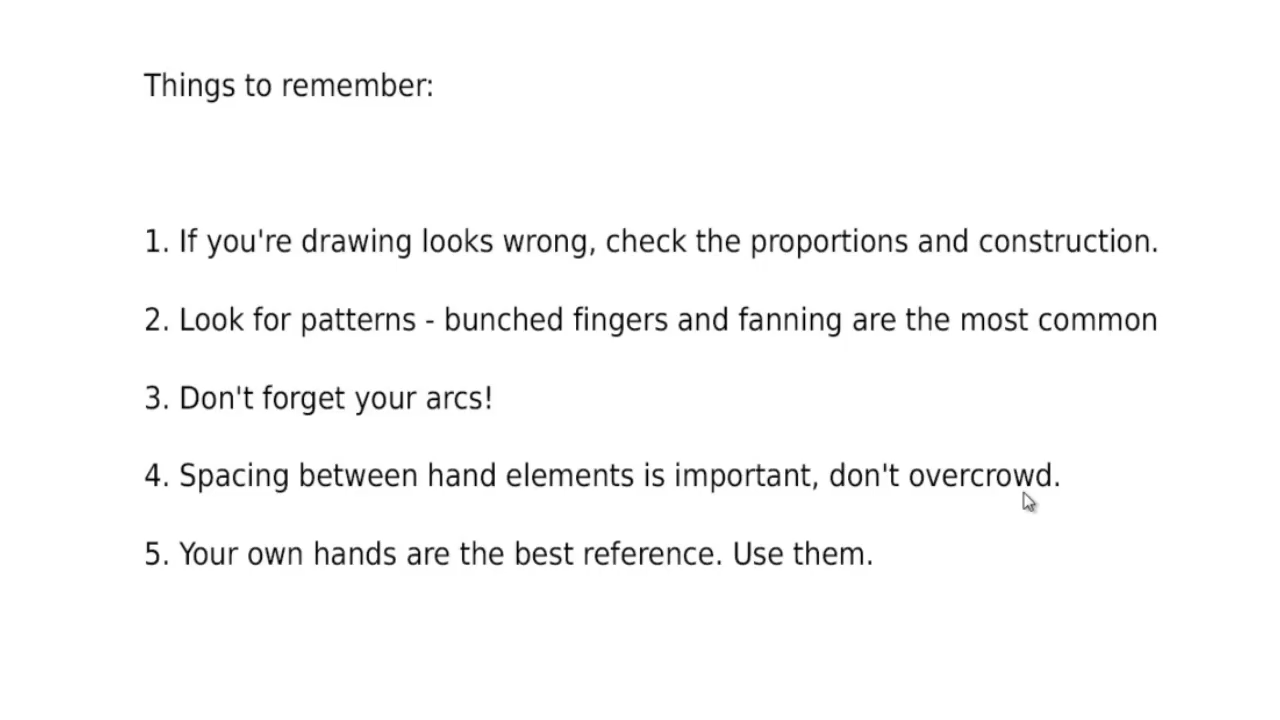 Things to remember:
1. If you're drawing looks wrong, check the proportions and construction.
2. Look for patterns - bunched fingers and fanning are the most common
3. Don't forget your arcs!
4. Spacing between hand elements is important, don't overcrowd.
5. Your own hands are the best reference. Use them.